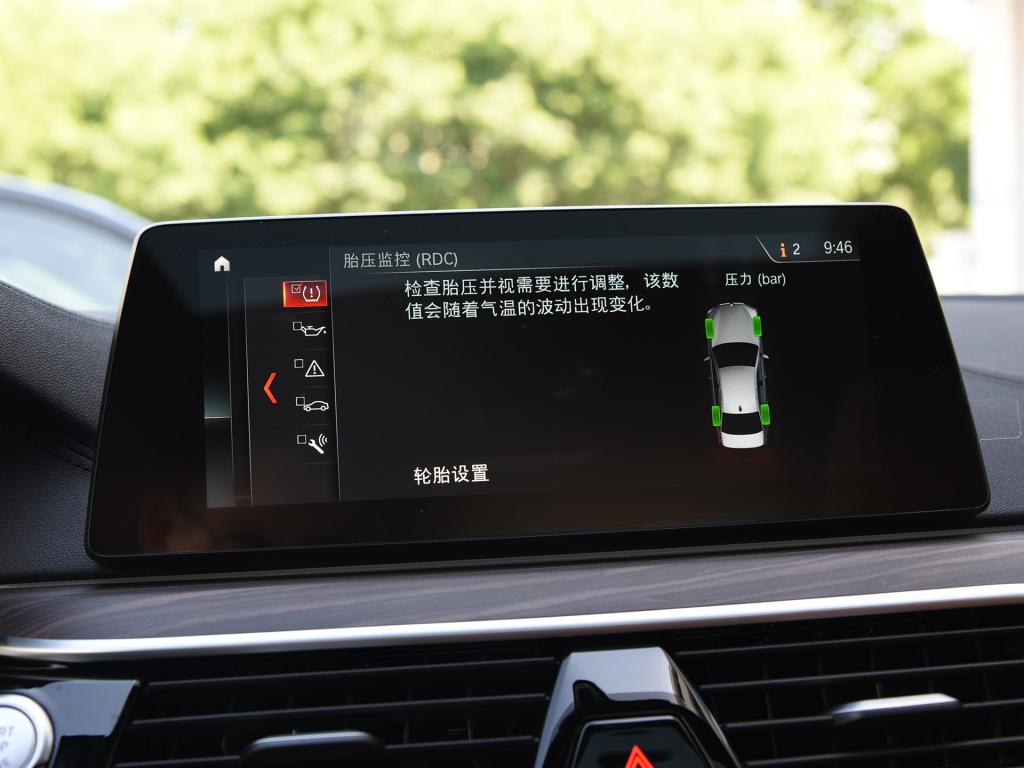 胎压监控 (RDC)
i 2 9:46
检查胎压并视需要进行调整,该数
值会随着气温的波动出现变化。
压力 (bar)
轮胎设置